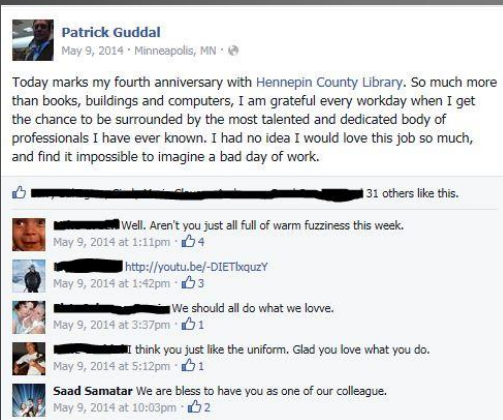 Patrick Guddal
May 9, 2014 · Minneapolis, MN ·
Today marks my fourth anniversary with Hennepin County Library. So much more
than books, buildings and computers, I am grateful every workday when I get
the chance to be surrounded by the most talented and dedicated body of
professionals I have ever known. I had no idea I would love this job so much,
and find it impossible to imagine a bad day of work.
31 others like this.
Well. Aren't you just all full of warm fuzziness this week.
May 9, 2014 at 1:11pm · 4
http://youtu.be/-DIETlxquzY
May 9, 2014 at 1:42pm · 3
We should all do what we lovve.
May 9, 2014 at 3:37pm · 1
I think you just like the uniform. Glad you love what you do.
May 9, 2014 at 5:12pm · 1
Saad Samatar We are bless to have you as one of our colleague.
May 9, 2014 at 10:03pm · 2